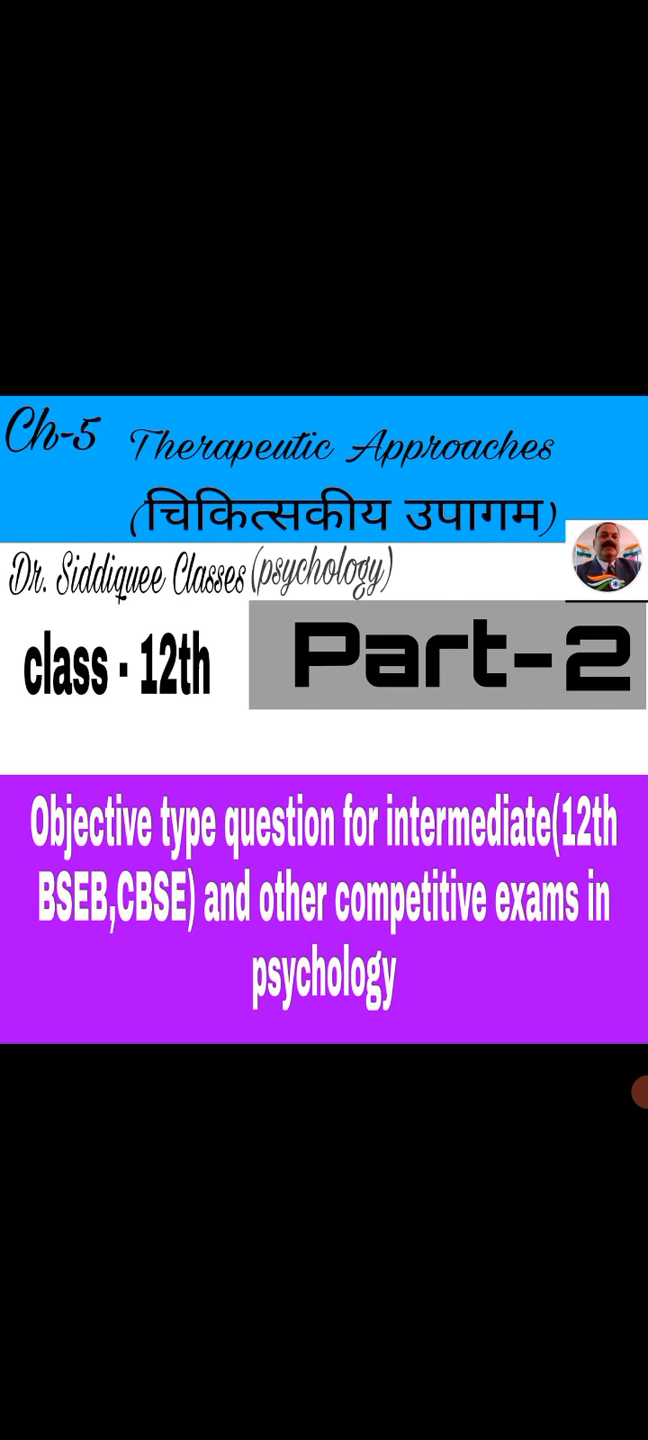 Ch-5 Therapeutic Approaches
(चिकित्सकीय उपागम)
Dr. Siddiquee Classes (psychology)
class - 12th
Part-2
Objective type question for intermediate(12th
BSEB,CBSE) and other competitive exams in
psychology